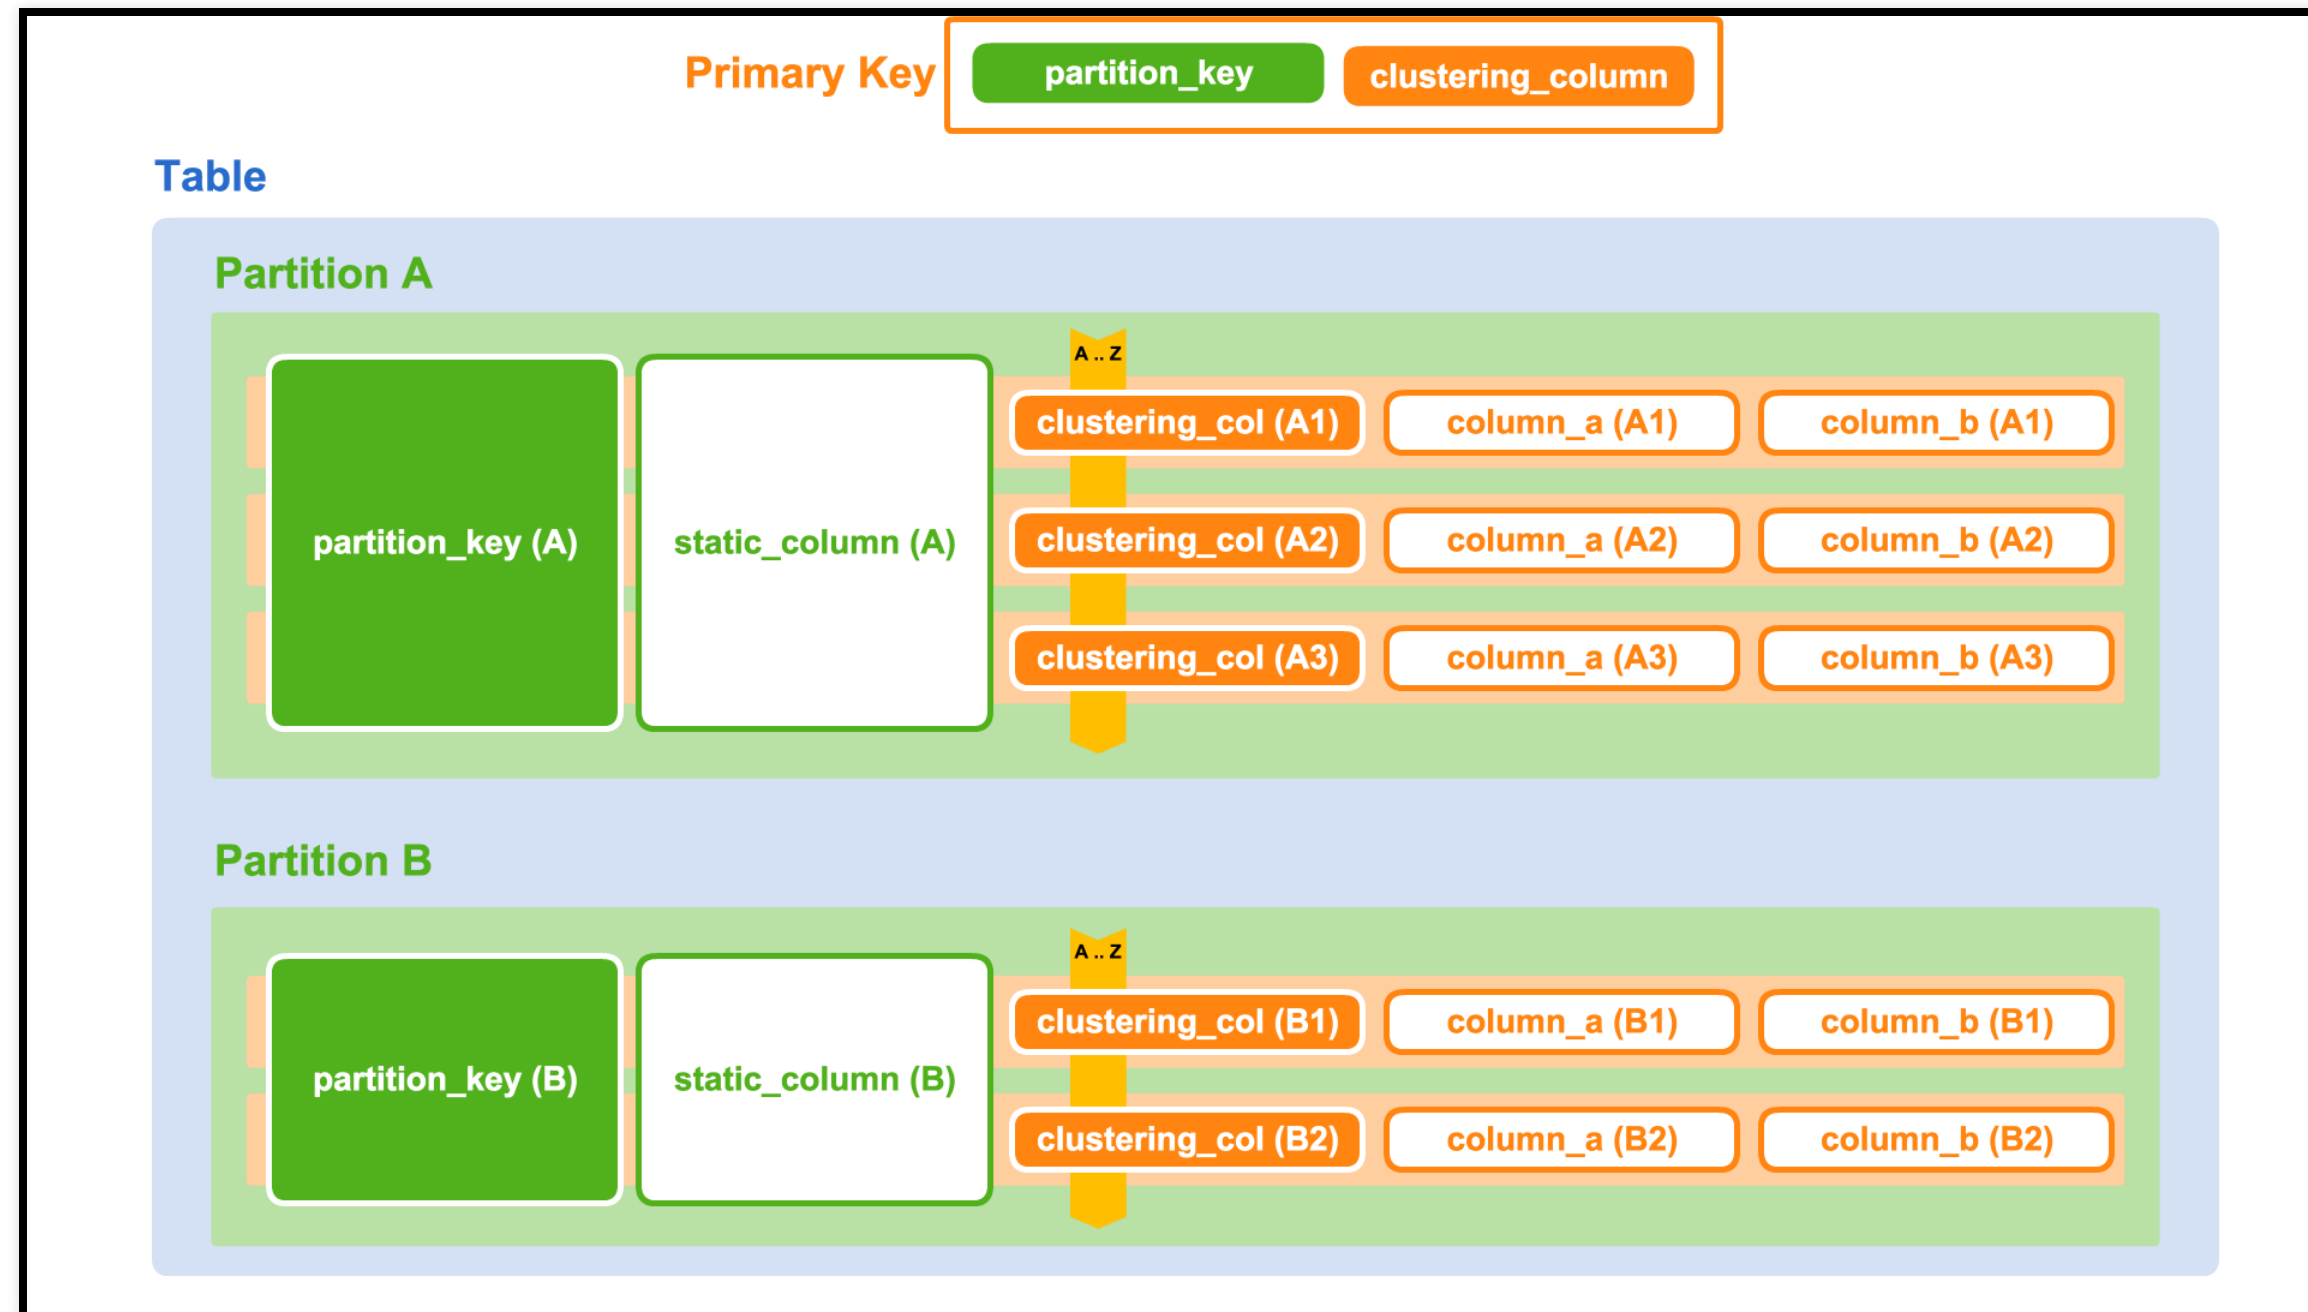 Primary Key
partition_key
clustering_column
Table
Partition A
A .. Z
partition_key (A)
static_column (A)
clustering_col (A1)
column_a (A1)
column_b (A1)
clustering_col (A2)
column_a (A2)
column_b (A2)
clustering_col (A3)
column_a (A3)
column_b (A3)
Partition B
A .. Z
partition_key (B)
static_column (B)
clustering_col (B1)
column_a (B1)
column_b (B1)
clustering_col (B2)
column_a (B2)
column_b (B2)